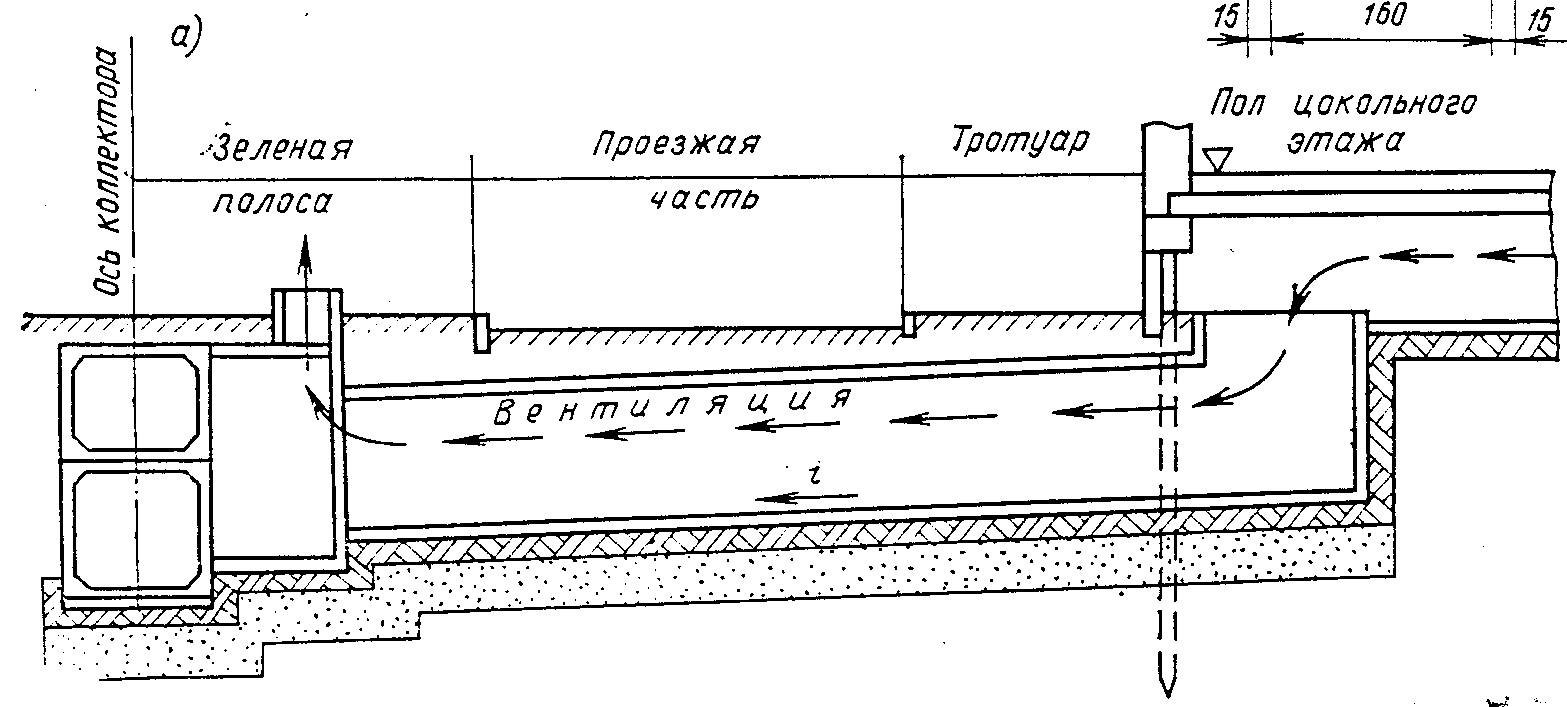 а)
15 160 15
Ось коллектора
Зеленая
полоса
Проезжая
часть
Тротуар
Пол цокольного
этажа
Вентиляция
i